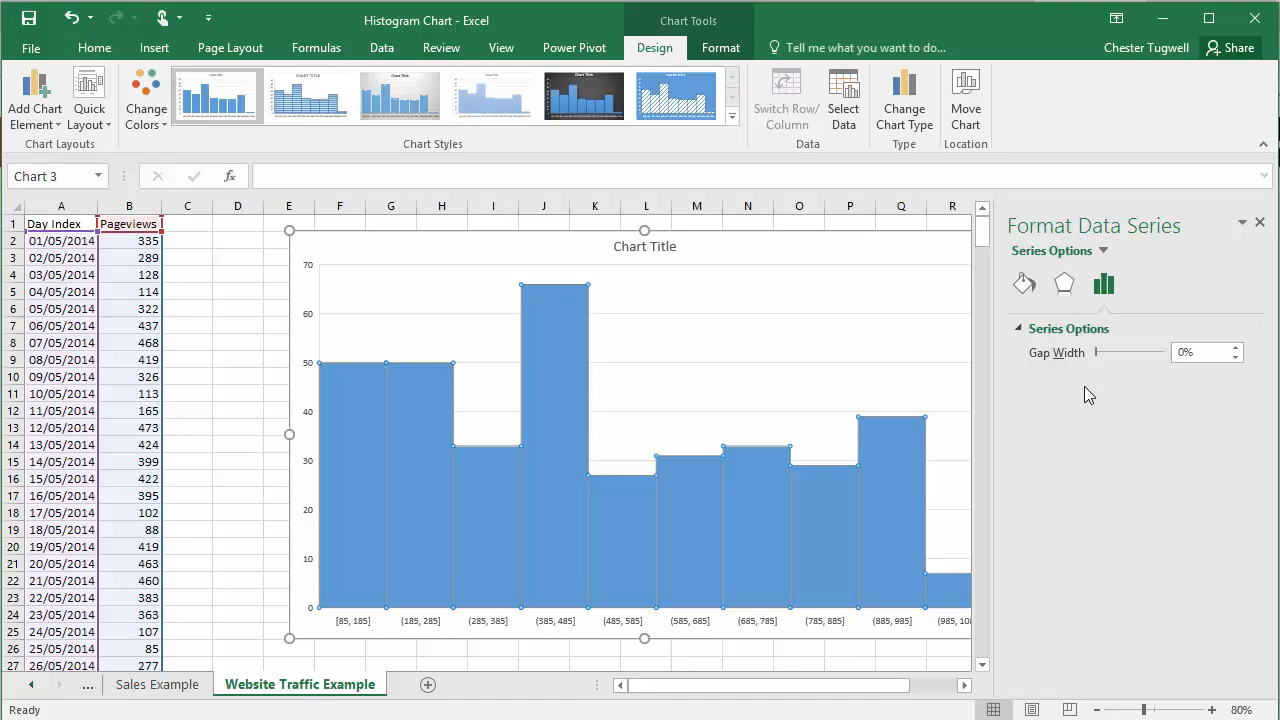 Histogram Chart - Excel
Chart Tools
File Home Insert Page Layout Formulas Data Review View Power Pivot Design Format Tell me what you want to do... Chester Tugwell Share
Add Chart Element
Quick Layout
Change Colors
Switch Row/ Column
Select Data
Change Chart Type
Move Chart
Chart Layouts Chart Styles Data Type Location
Chart 3 fx
A B C D E F G H I J K L M N O P Q R
1 Day Index Pageviews
2 01/05/2014 335
3 02/05/2014 289
4 03/05/2014 128
5 04/05/2014 114
6 05/05/2014 322
7 06/05/2014 437
8 07/05/2014 468
9 08/05/2014 419
10 09/05/2014 326
11 10/05/2014 113
12 11/05/2014 165
13 12/05/2014 473
14 13/05/2014 424
15 14/05/2014 399
16 15/05/2014 422
17 16/05/2014 395
18 17/05/2014 102
19 18/05/2014 88
20 19/05/2014 419
21 20/05/2014 463
22 21/05/2014 460
23 22/05/2014 383
24 23/05/2014 363
25 24/05/2014 107
26 25/05/2014 85
27 26/05/2014 277
Chart Title
70
60
50
40
30
20
10
0
[85, 185] (185, 285] (285, 385] (385, 485] (485, 585] (585, 685] (685, 785] (785, 885] (885, 985] (985, 10
Format Data Series
Series Options
Series Options
Gap Width 0%
... Sales Example Website Traffic Example
Ready 80%